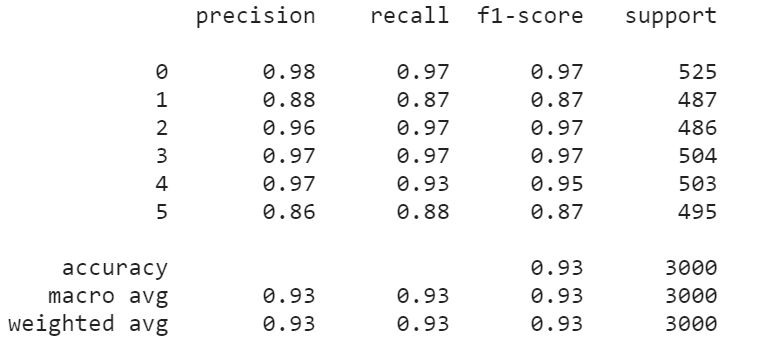 precision recall f1-score support
0 0.98 0.97 0.97 525
1 0.88 0.87 0.87 487
2 0.96 0.97 0.97 486
3 0.97 0.97 0.97 504
4 0.97 0.93 0.95 503
5 0.86 0.88 0.87 495
accuracy 0.93 3000
macro avg 0.93 0.93 0.93 3000
weighted avg 0.93 0.93 0.93 3000